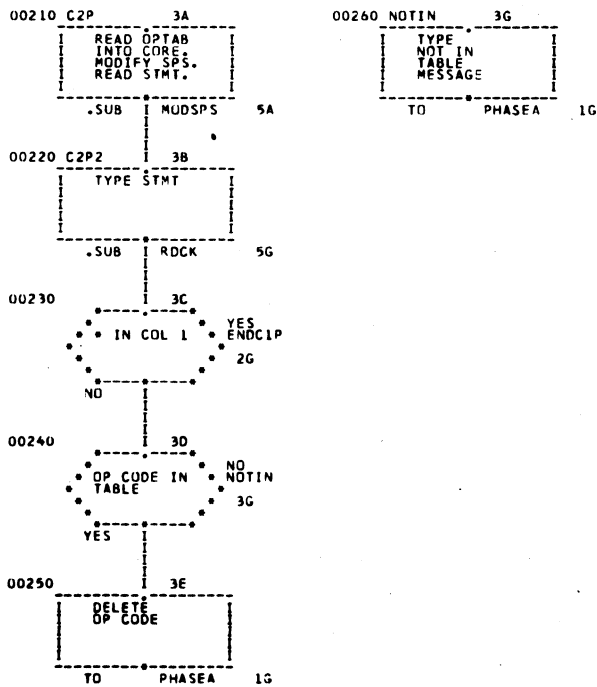 00210 C2P 3A
READ OPTAB
INTO CORE.
MODIFY SPS.
READ STMT.
.SUB MODSPS 5A
00220 C2P2 3B
TYPE STMT
.SUB RDCK 5G
00230 3C
* IN COL 1
YES
ENDC1P
2G
NO
00240 3D
OP CODE IN
TABLE
NO
NOTIN
3G
YES
00250 3E
DELETE
OP CODE
TO PHASEA 1G
00260 NOTIN 3G
TYPE
NOT IN
TABLE
MESSAGE
TO PHASEA 1G